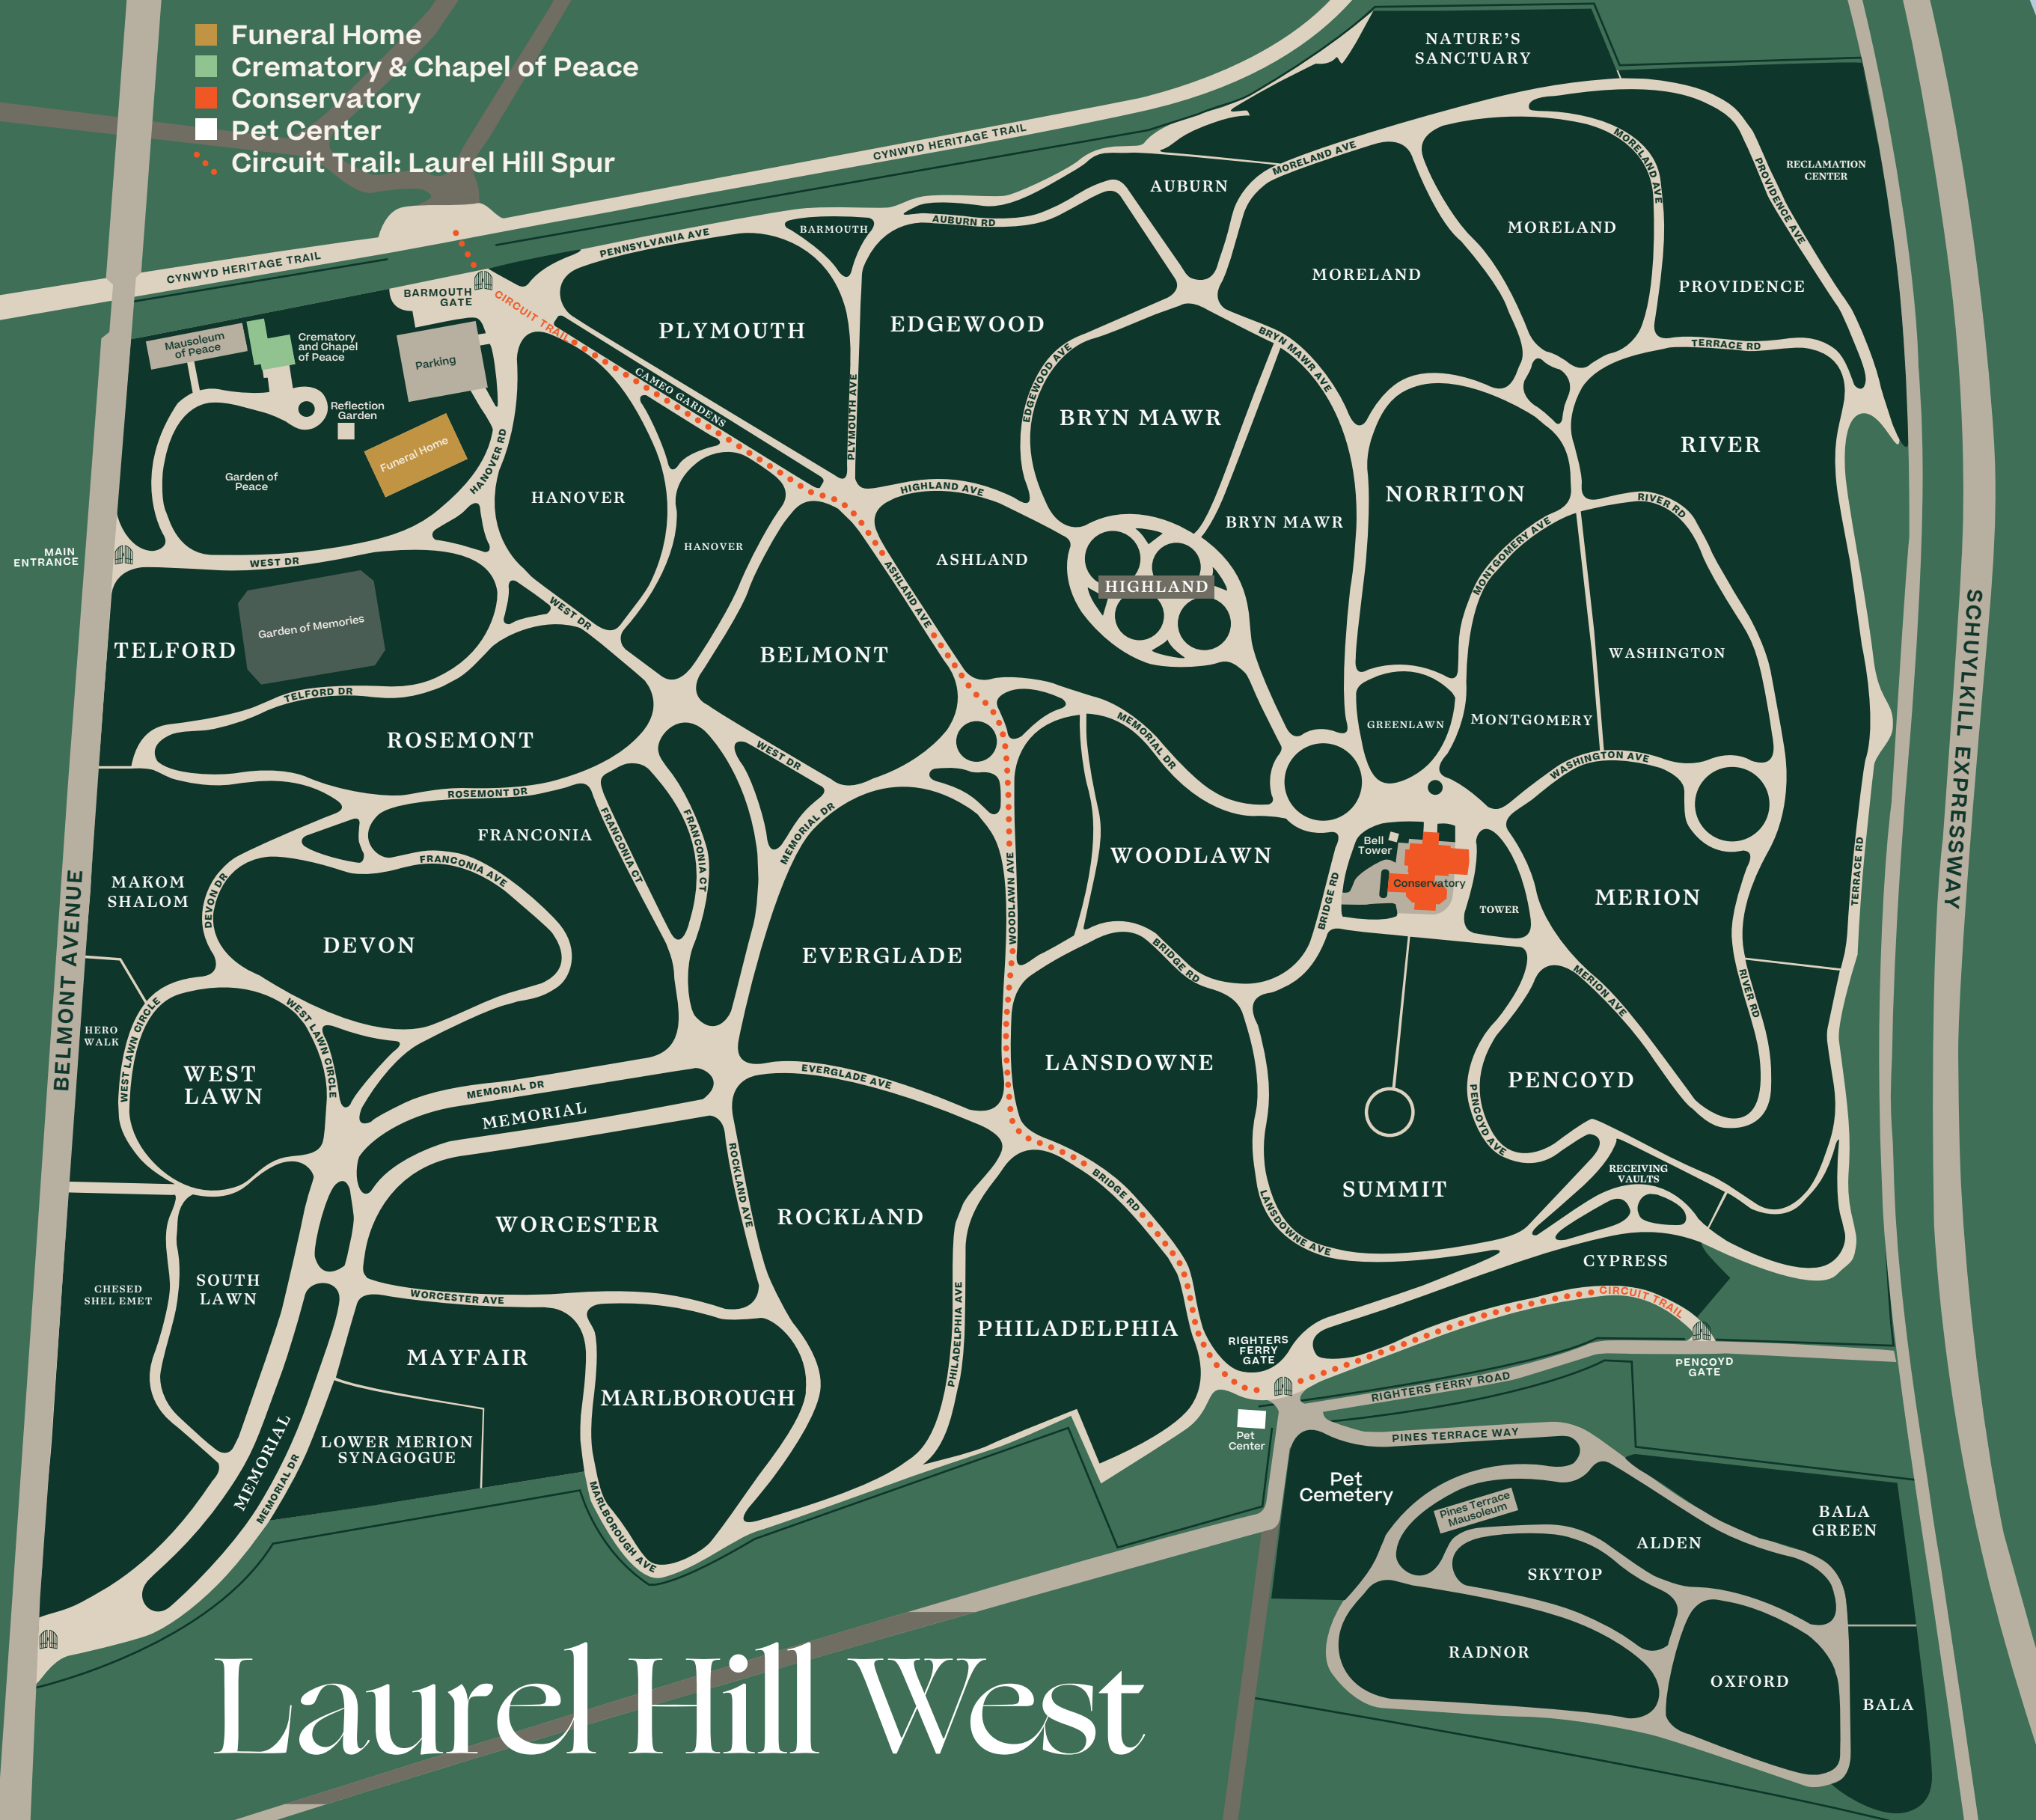 Funeral Home
Crematory & Chapel of Peace
Conservatory
Pet Center
Circuit Trail: Laurel Hill Spur
NATURE'S
SANCTUARY
CYNWYD HERITAGE TRAIL
MORELAND AVE
MORELAND AVE
PROVIDENCE AVE
RECLAMATION
CENTER
AUBURN
AUBURN RD
BARMOUTH
PENNSYLVANIA AVE
MORELAND
MORELAND
PROVIDENCE
CYNWYD HERITAGE TRAIL
BARMOUTH
GATE
CIRCUIT TRAIL
PLYMOUTH
EDGEWOOD
BRYN MAWR AVE
TERRACE RD
Mausoleum
of Peace
Crematory
and Chapel
of Peace
Parking
CAMEO GARDENS
PLYMOUTH AVE
EDGEWOOD AVE
BRYN MAWR
RIVER
Reflection
Garden
Funeral Home
HANOVER RD
Garden of
Peace
HANOVER
HIGHLAND AVE
NORRITON
RIVER RD
BRYN MAWR
MONTGOMERY AVE
MAIN
ENTRANCE
WEST DR
HANOVER
ASHLAND
ASHLAND AVE
HIGHLAND
Garden of Memories
TELFORD
WEST DR
BELMONT
WASHINGTON
SCHUYLKILL EXPRESSWAY
TELFORD DR
ROSEMONT
WEST DR
MEMORIAL DR
GREENLAWN
MONTGOMERY
WASHINGTON AVE
ROSEMONT DR
FRANCONIA
FRANCONIA CT
FRANCONIA CT
MEMORIAL DR
WOODLAWN
Bell
Tower
Conservatory
TOWER
MERION
TERRACE RD
FRANCONIA AVE
MAKOM
SHALOM
DEVON DR
DEVON
EVERGLADE
WOODLAWN AVE
BRIDGE RD
BRIDGE RD
MERION AVE
RIVER RD
BELMONT AVENUE
HERO
WALK
WEST LAWN CIRCLE
WEST LAWN CIRCLE
WEST
LAWN
MEMORIAL DR
MEMORIAL
EVERGLADE AVE
LANSDOWNE
PENCOYD
PENCOYD AVE
ROCKLAND AVE
ROCKLAND
WORCESTER
BRIDGE RD
LANSDOWNE AVE
SUMMIT
RECEIVING
VAULTS
CYPRESS
CIRCUIT TRAIL
CHESED
SHEL EMET
SOUTH
LAWN
WORCESTER AVE
MAYFAIR
MARLBOROUGH
PHILADELPHIA AVE
PHILADELPHIA
RIGHTERS
FERRY
GATE
PENCOYD
GATE
RIGHTERS FERRY ROAD
Pet
Center
LOWER MERION
SYNAGOGUE
MEMORIAL
MEMORIAL DR
MARLBOROUGH AVE
PINES TERRACE WAY
Pet
Cemetery
Pines Terrace
Mausoleum
BALA
GREEN
ALDEN
SKYTOP
RADNOR
OXFORD
BALA
Laurel Hill West